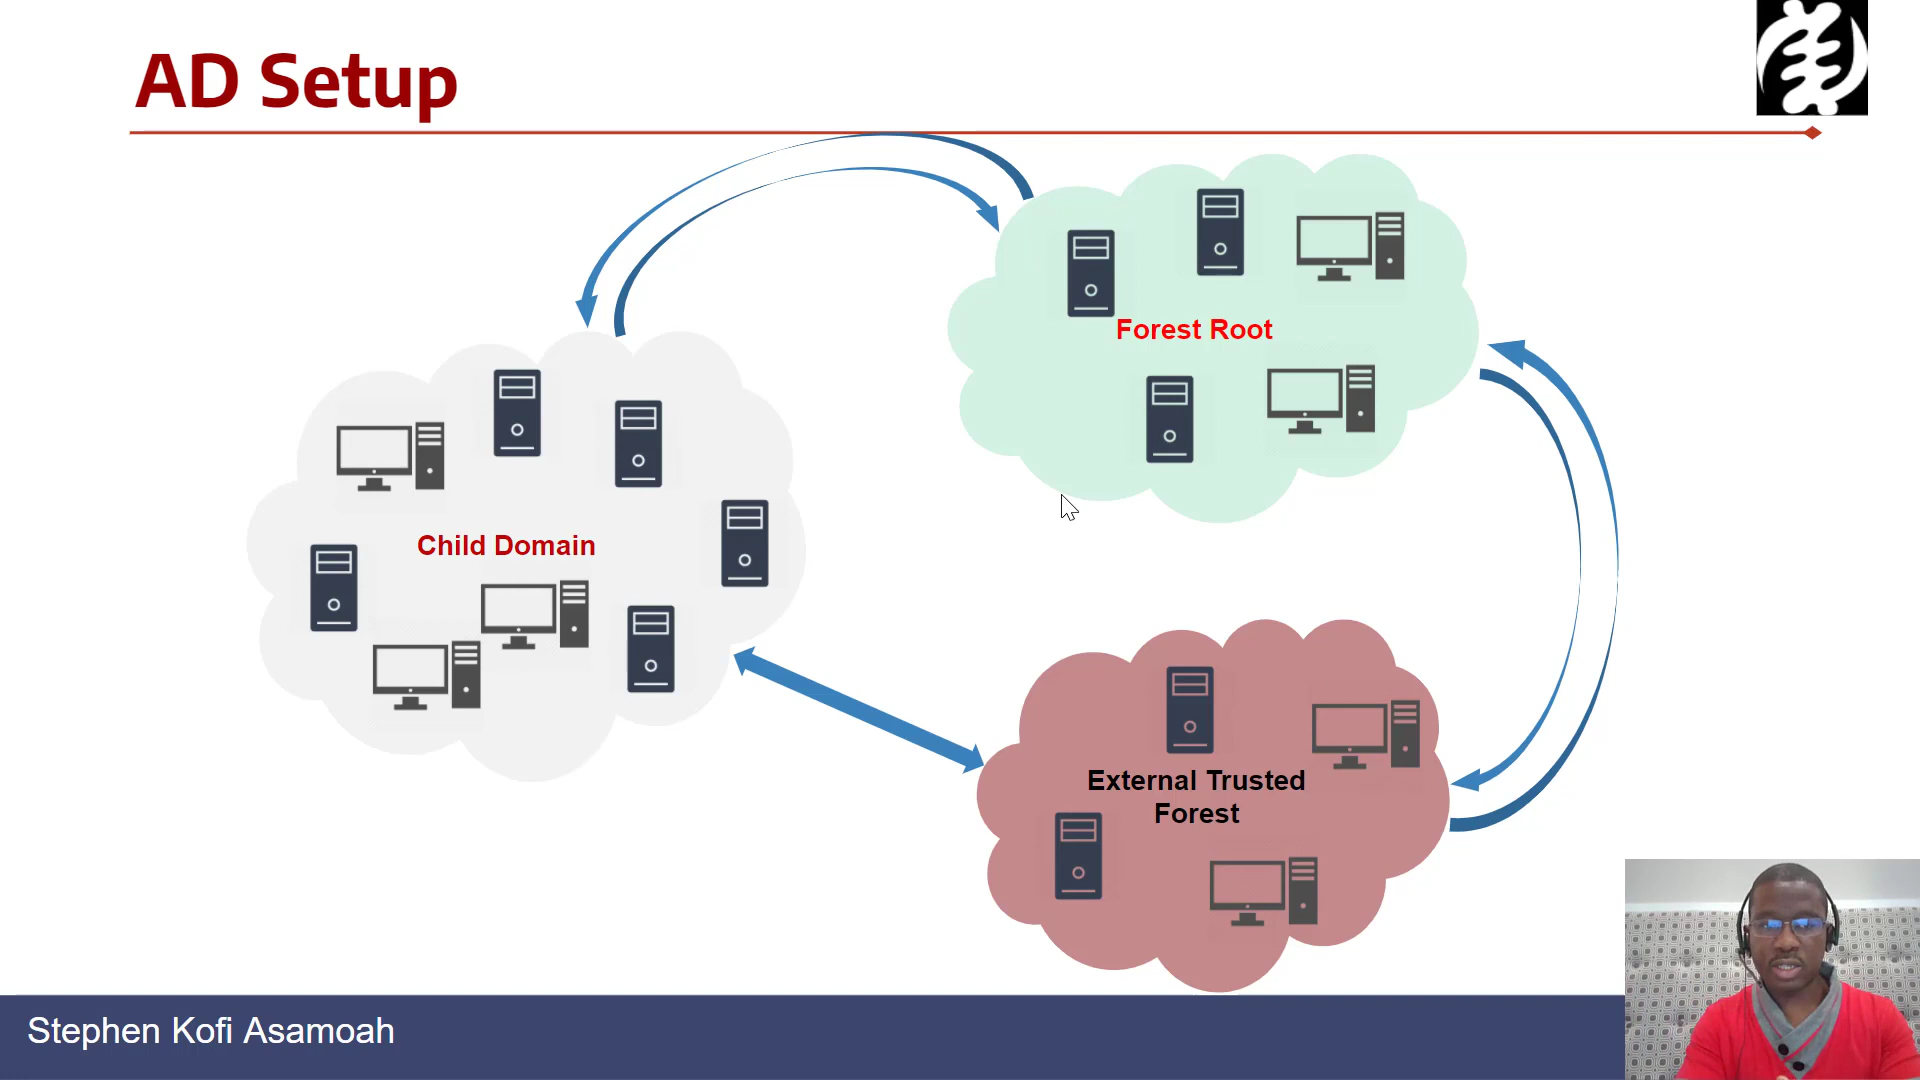 AD Setup
Forest Root
Child Domain
External Trusted
Forest
Stephen Kofi Asamoah